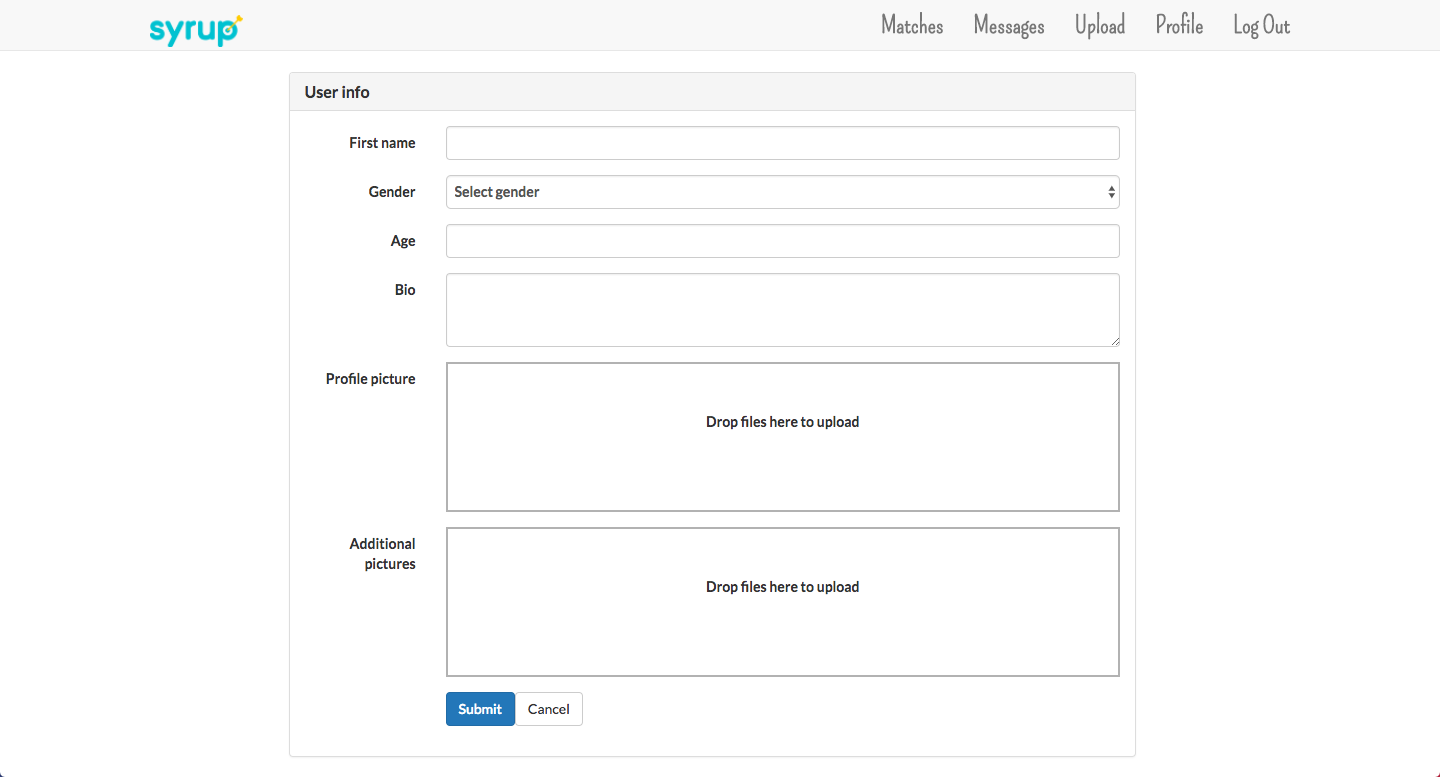 syrup
Matches Messages Upload Profile Log Out
User info
First name
Gender Select gender
Age
Bio
Profile picture
Drop files here to upload
Additional
pictures
Drop files here to upload
Submit Cancel